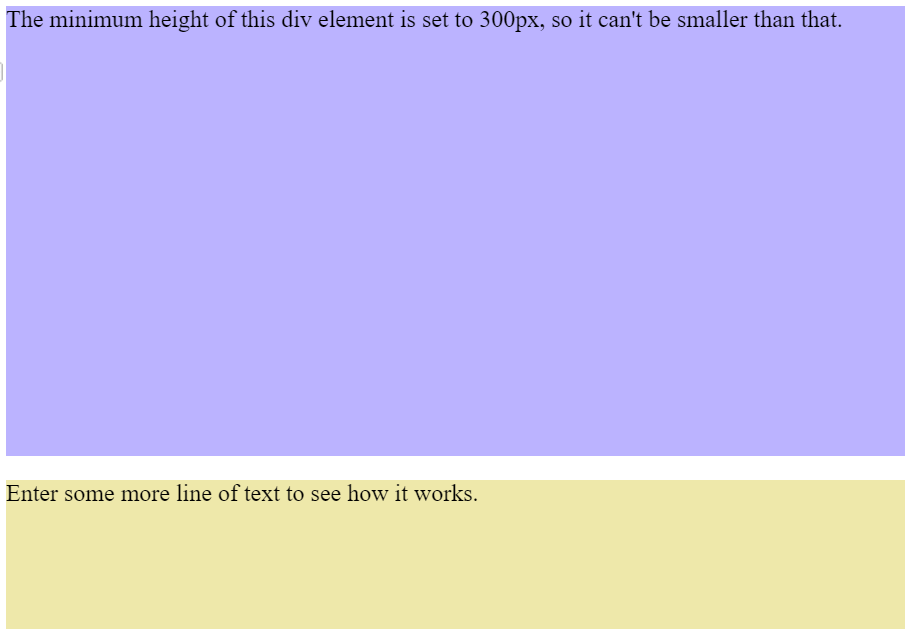 The minimum height of this div element is set to 300px, so it can't be smaller than that.
Enter some more line of text to see how it works.